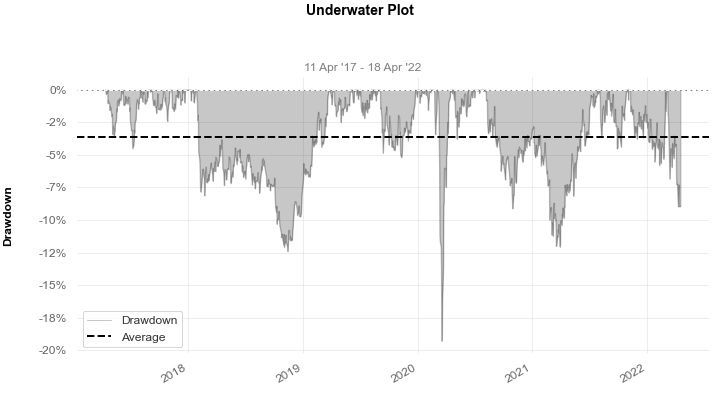 Underwater Plot
11 Apr '17 - 18 Apr '22
0%
-2%
-5%
-7%
-10%
-12%
-15%
-18%
-20%
Drawdown
Drawdown
Average
2018
2019
2020
2021
2022